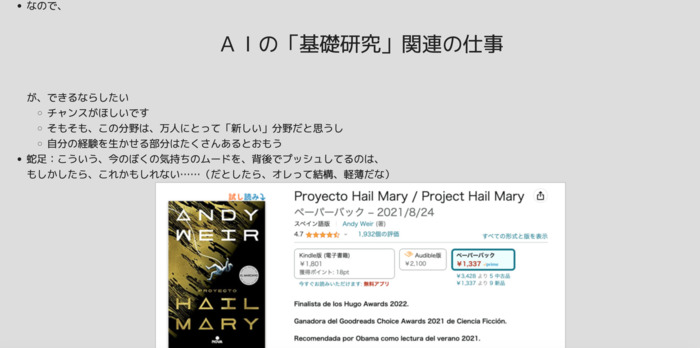 なので、
AIの「基礎研究」関連の仕事
が、できるならしたい
チャンスがほしいです
そもそも、この分野は、万人にとって「新しい」分野だと思うし
自分の経験を生かせる部分はたくさんあるとおもう
蛇足：こういう、今のぼくの気持ちのムードを、背後でプッシュしてるのは、
もしかしたら、これかもしれない……（だとしたら、オレって結構、軽薄だな）
試し読み
ANDY
WEIR
PROYECTO
HAIL
MARY
NOVA
Proyecto Hail Mary / Project Hail Mary
ペーパーバック – 2021/8/24
スペイン語版 Andy Weir (著)
4.7 1,932個の評価 すべての形式と版を表示
Kindle版 (電子書籍)
￥1,801
獲得ポイント: 18pt
今すぐお読みいただけます: 無料アプリ
Audible版
￥2,100
ペーパーバック
￥1,337 prime
￥3,428 より 5 中古品
￥1,337 より 9 新品
Finalista de los Hugo Awards 2022.
Ganadora del Goodreads Choice Awards 2021 de Ciencia Ficción.
Recomendada por Obama como lectura del verano 2021.